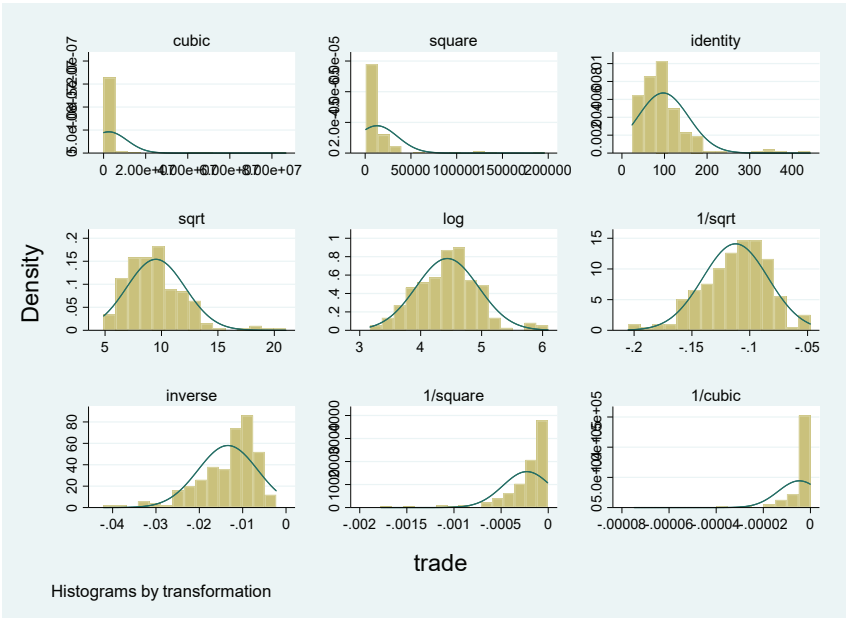 cubic
square
identity
0 2.00e+07
0 50000 100000 150000 200000
0 100 200 300 400
sqrt
log
1/sqrt
0 .05 .1 .15 .2
5 10 15 20
0 .2 .4 .6 .8 1
3 4 5 6
0 5 10 15
-.2 -.15 -.1 -.05
inverse
1/square
1/cubic
0 20 40 60 80
-.04 -.03 -.02 -.01 0
-.002 -.0015 -.001 -.0005 0
-.00008 -.00006 -.00004 -.00002 0
Density
trade
Histograms by transformation